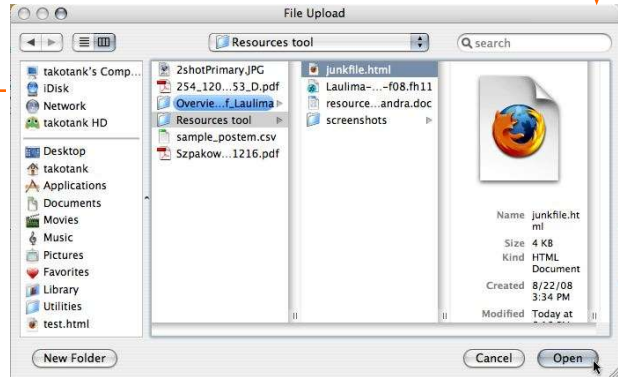 File Upload
Resources tool
search
takotank's Comp...
iDisk
Network
takotank HD
Desktop
takotank
Applications
Documents
Movies
Music
Pictures
Favorites
Library
Utilities
test.html
2shotPrimary.JPG
254_120...53_D.pdf
Overvie...f_Laulima
Resources tool
sample_postem.csv
Szpakow...1216.pdf
junkfile.html
Laulima-...-f08.fh11
resource...andra.doc
screenshots
Name junkfile.ht
ml
Size 4 KB
Kind HTML
Document
Created 8/22/08
3:34 PM
Modified Today at
New Folder
Cancel
Open